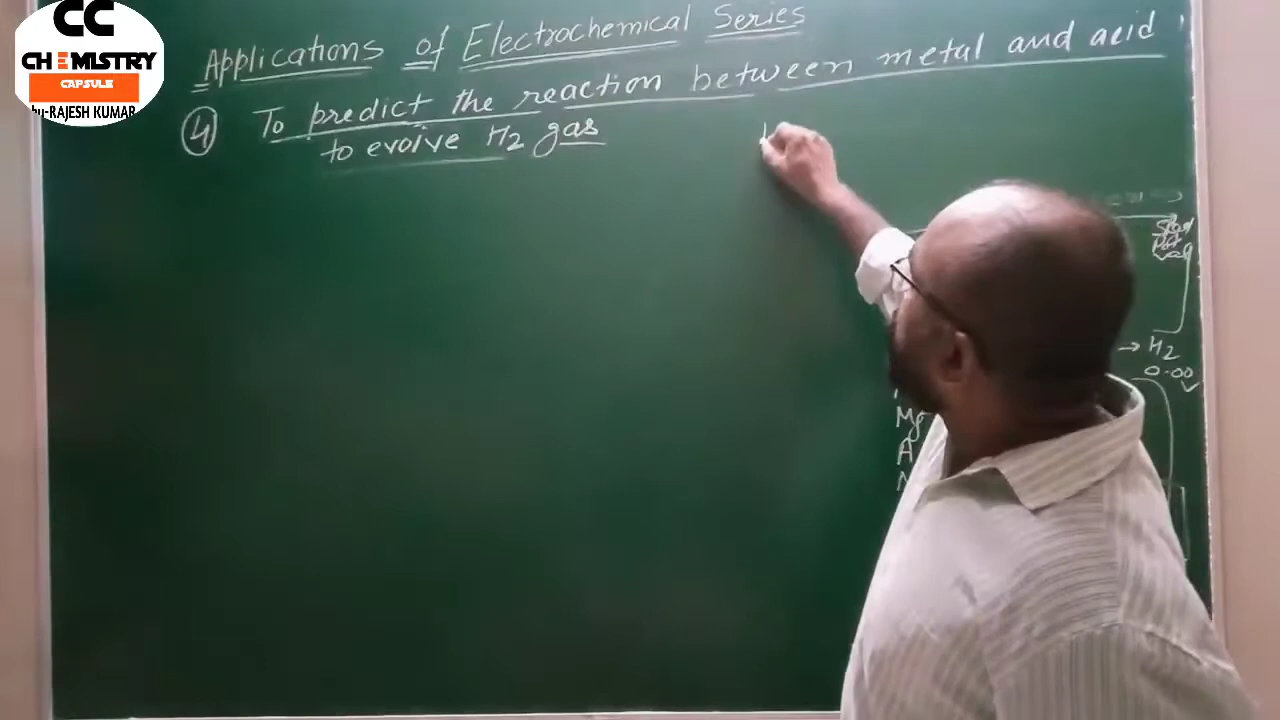 CC
CHEMISTRY
CAPSULE
by-RAJESH KUMAR
Applications of Electrochemical Series
4 To predict the reaction between metal and acid
to evolve H2 gas
→ H2
0.00
Mg
A